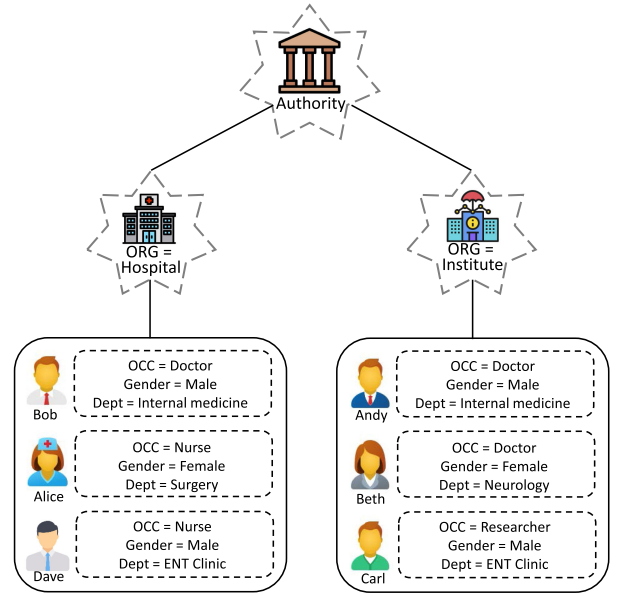 Authority
ORG =
Hospital
ORG =
Institute
OCC = Doctor
Gender = Male
Dept = Internal medicine
Bob
OCC = Nurse
Gender = Female
Dept = Surgery
Alice
OCC = Nurse
Gender = Male
Dept = ENT Clinic
Dave
OCC = Doctor
Gender = Male
Dept = Internal medicine
Andy
OCC = Doctor
Gender = Female
Dept = Neurology
Beth
OCC = Researcher
Gender = Male
Dept = ENT Clinic
Carl